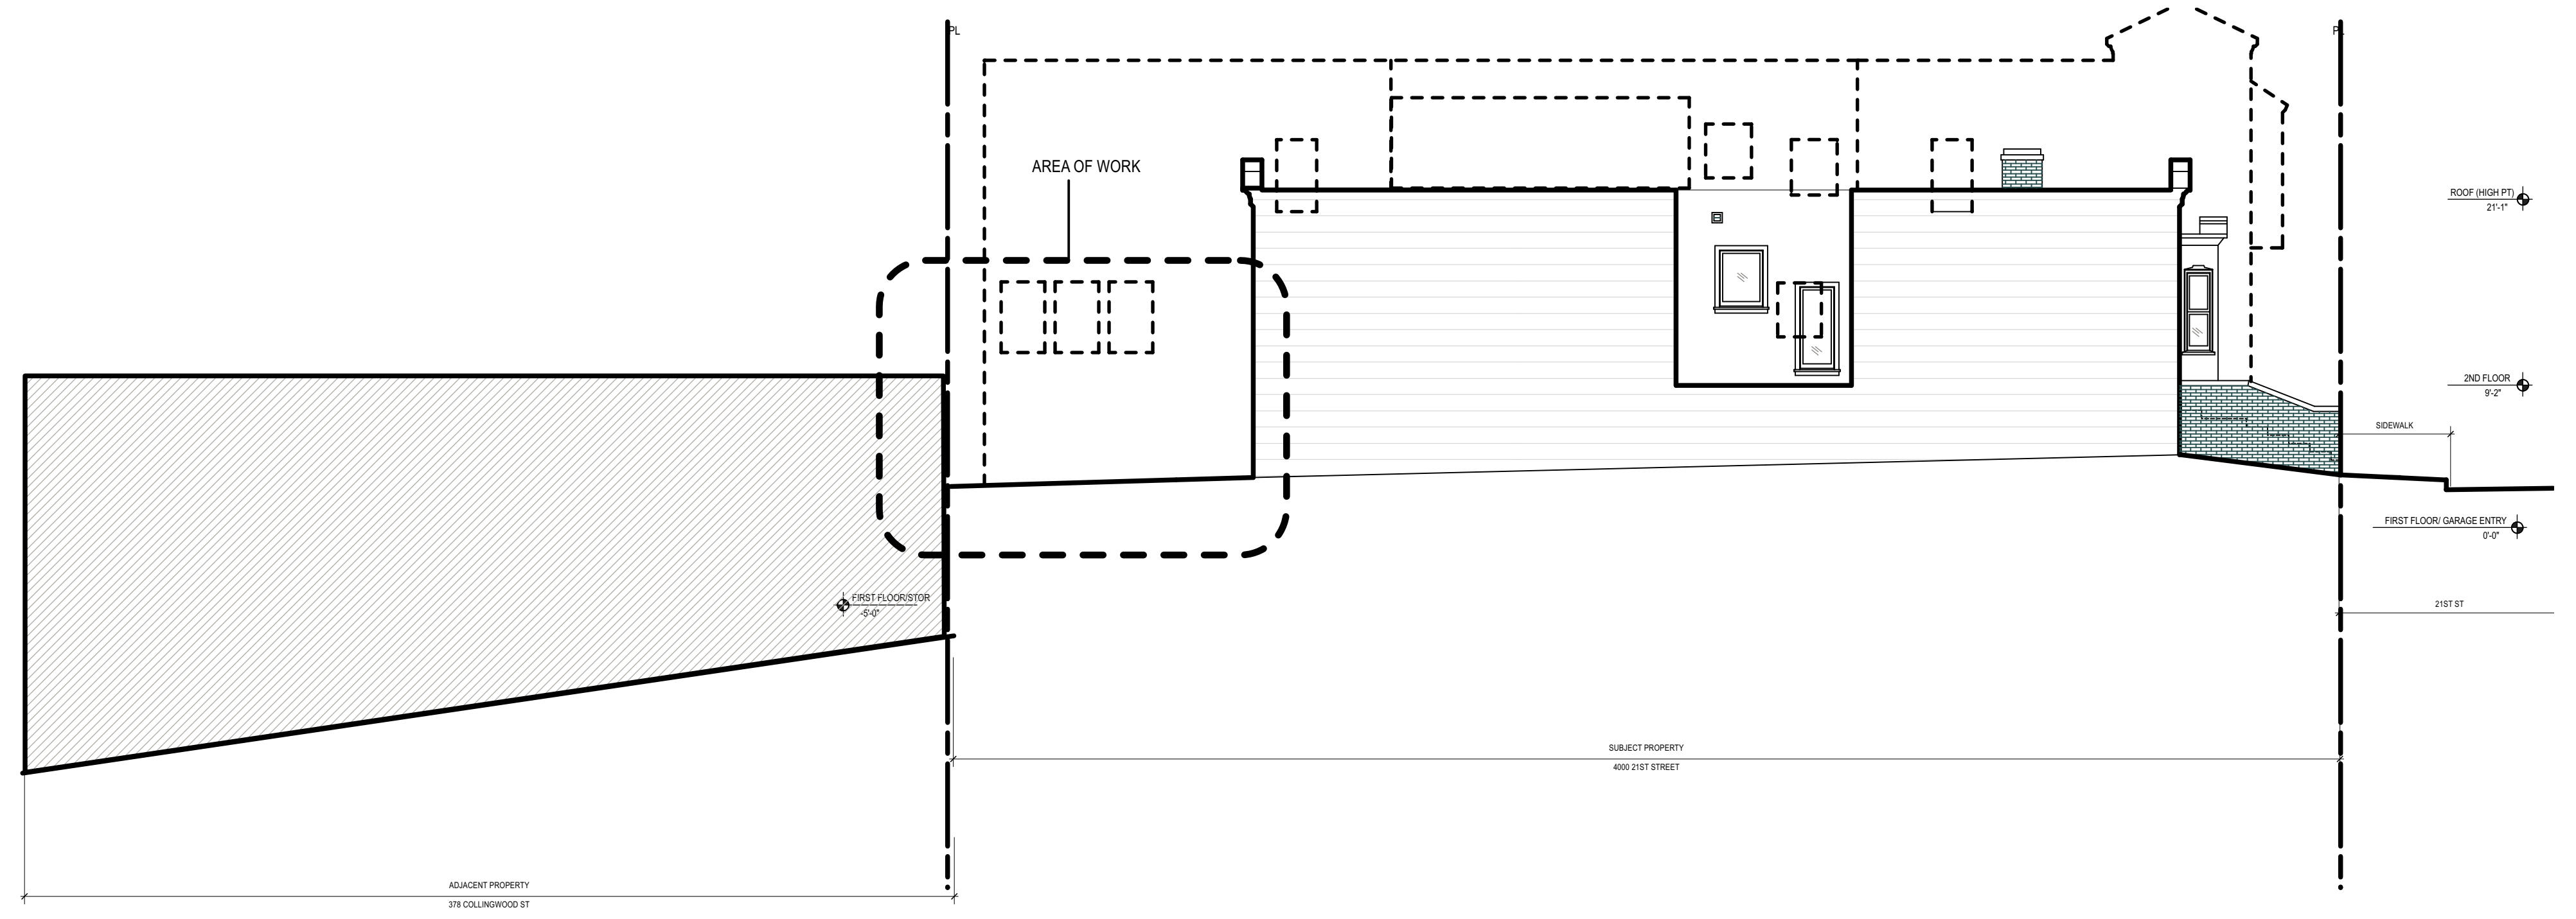 PL
PL
AREA OF WORK
ROOF (HIGH PT)
21'-1"
2ND FLOOR
9'-2"
SIDEWALK
FIRST FLOOR/ GARAGE ENTRY
0'-0"
FIRST FLOOR/STOR
-5'-0"
21ST ST
SUBJECT PROPERTY
4000 21ST STREET
ADJACENT PROPERTY
378 COLLINGWOOD ST